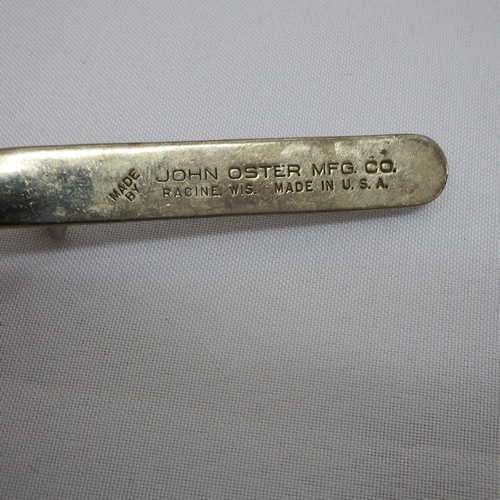 MADE
BY
JOHN OSTER MFG. CO.
RACINE, WIS. MADE IN U.S.A.